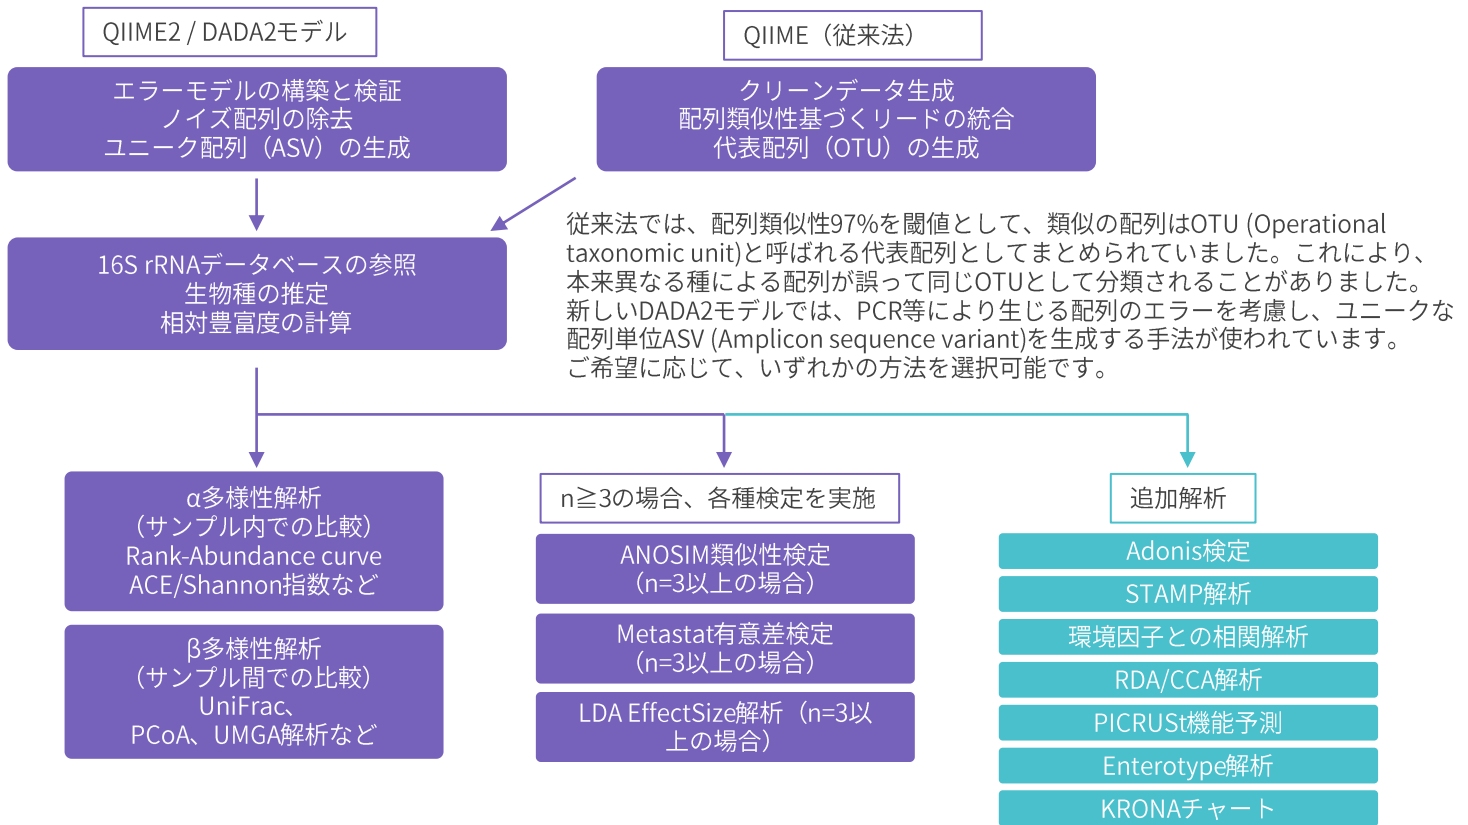 QIIME2 / DADA2モデル
エラーモデルの構築と検証
ノイズ配列の除去
ユニーク配列（ASV）の生成
QIIME（従来法）
クリーンデータ生成
配列類似性基づくリードの統合
代表配列（OTU）の生成
16S rRNAデータベースの参照
生物種の推定
相対豊富度の計算
従来法では、配列類似性97%を閾値として、類似の配列はOTU (Operational
taxonomic unit)と呼ばれる代表配列としてまとめられていました。これにより、
本来異なる種による配列が誤って同じOTUとして分類されることがありました。
新しいDADA2モデルでは、PCR等により生じる配列のエラーを考慮し、ユニークな
配列単位ASV (Amplicon sequence variant)を生成する手法が使われています。
ご希望に応じて、いずれかの方法を選択可能です。
α多様性解析
（サンプル内での比較）
Rank-Abundance curve
ACE/Shannon指数など
β多様性解析
（サンプル間での比較）
UniFrac、
PCoA、UMGA解析など
n≧3の場合、各種検定を実施
ANOSIM類似性検定
（n=3以上の場合）
Metastat有意差検定
（n=3以上の場合）
LDA EffectSize解析（n=3以
上の場合）
追加解析
Adonis検定
STAMP解析
環境因子との相関解析
RDA/CCA解析
PICRUSt機能予測
Enterotype解析
KRONAチャート